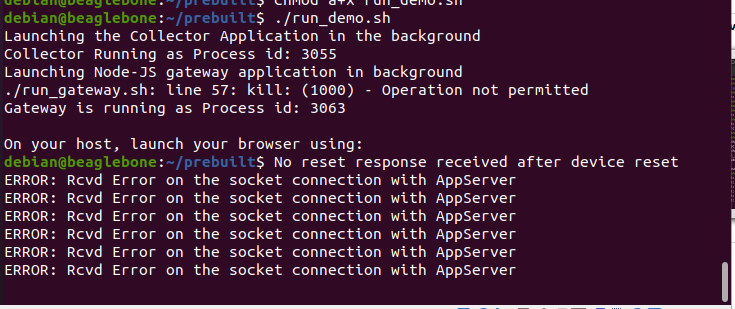 debian@beaglebone:~/prebuilt$ chmod a+x run_demo.sh
debian@beaglebone:~/prebuilt$ ./run_demo.sh
Launching the Collector Application in the background
Collector Running as Process id: 3055
Launching Node-JS gateway application in background
./run_gateway.sh: line 57: kill: (1000) - Operation not permitted
Gateway is running as Process id: 3063
On your host, launch your browser using:
debian@beaglebone:~/prebuilt$ No reset response received after device reset
ERROR: Rcvd Error on the socket connection with AppServer
ERROR: Rcvd Error on the socket connection with AppServer
ERROR: Rcvd Error on the socket connection with AppServer
ERROR: Rcvd Error on the socket connection with AppServer
ERROR: Rcvd Error on the socket connection with AppServer
ERROR: Rcvd Error on the socket connection with AppServer